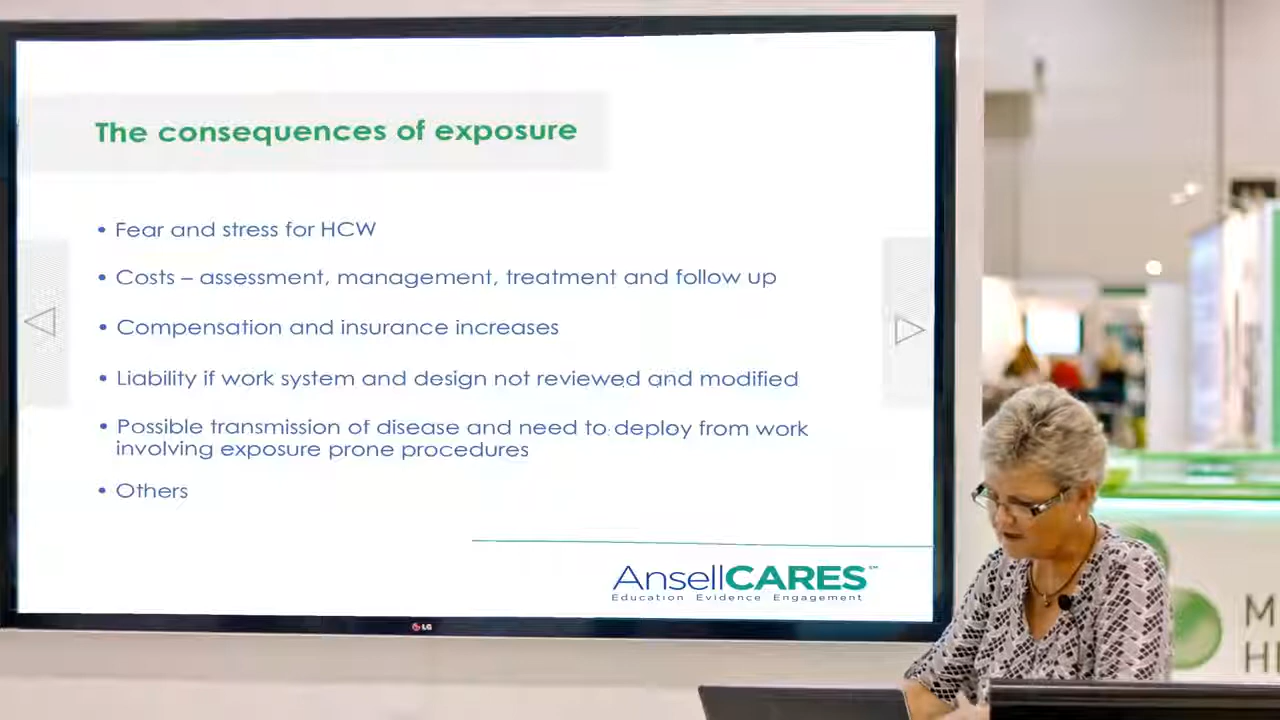 The consequences of exposure
• Fear and stress for HCW
• Costs – assessment, management, treatment and follow up
• Compensation and insurance increases
• Liability if work system and design not reviewed and modified
• Possible transmission of disease and need to deploy from work
involving exposure prone procedures
• Others
AnsellCARES℠
Education Evidence Engagement
LG